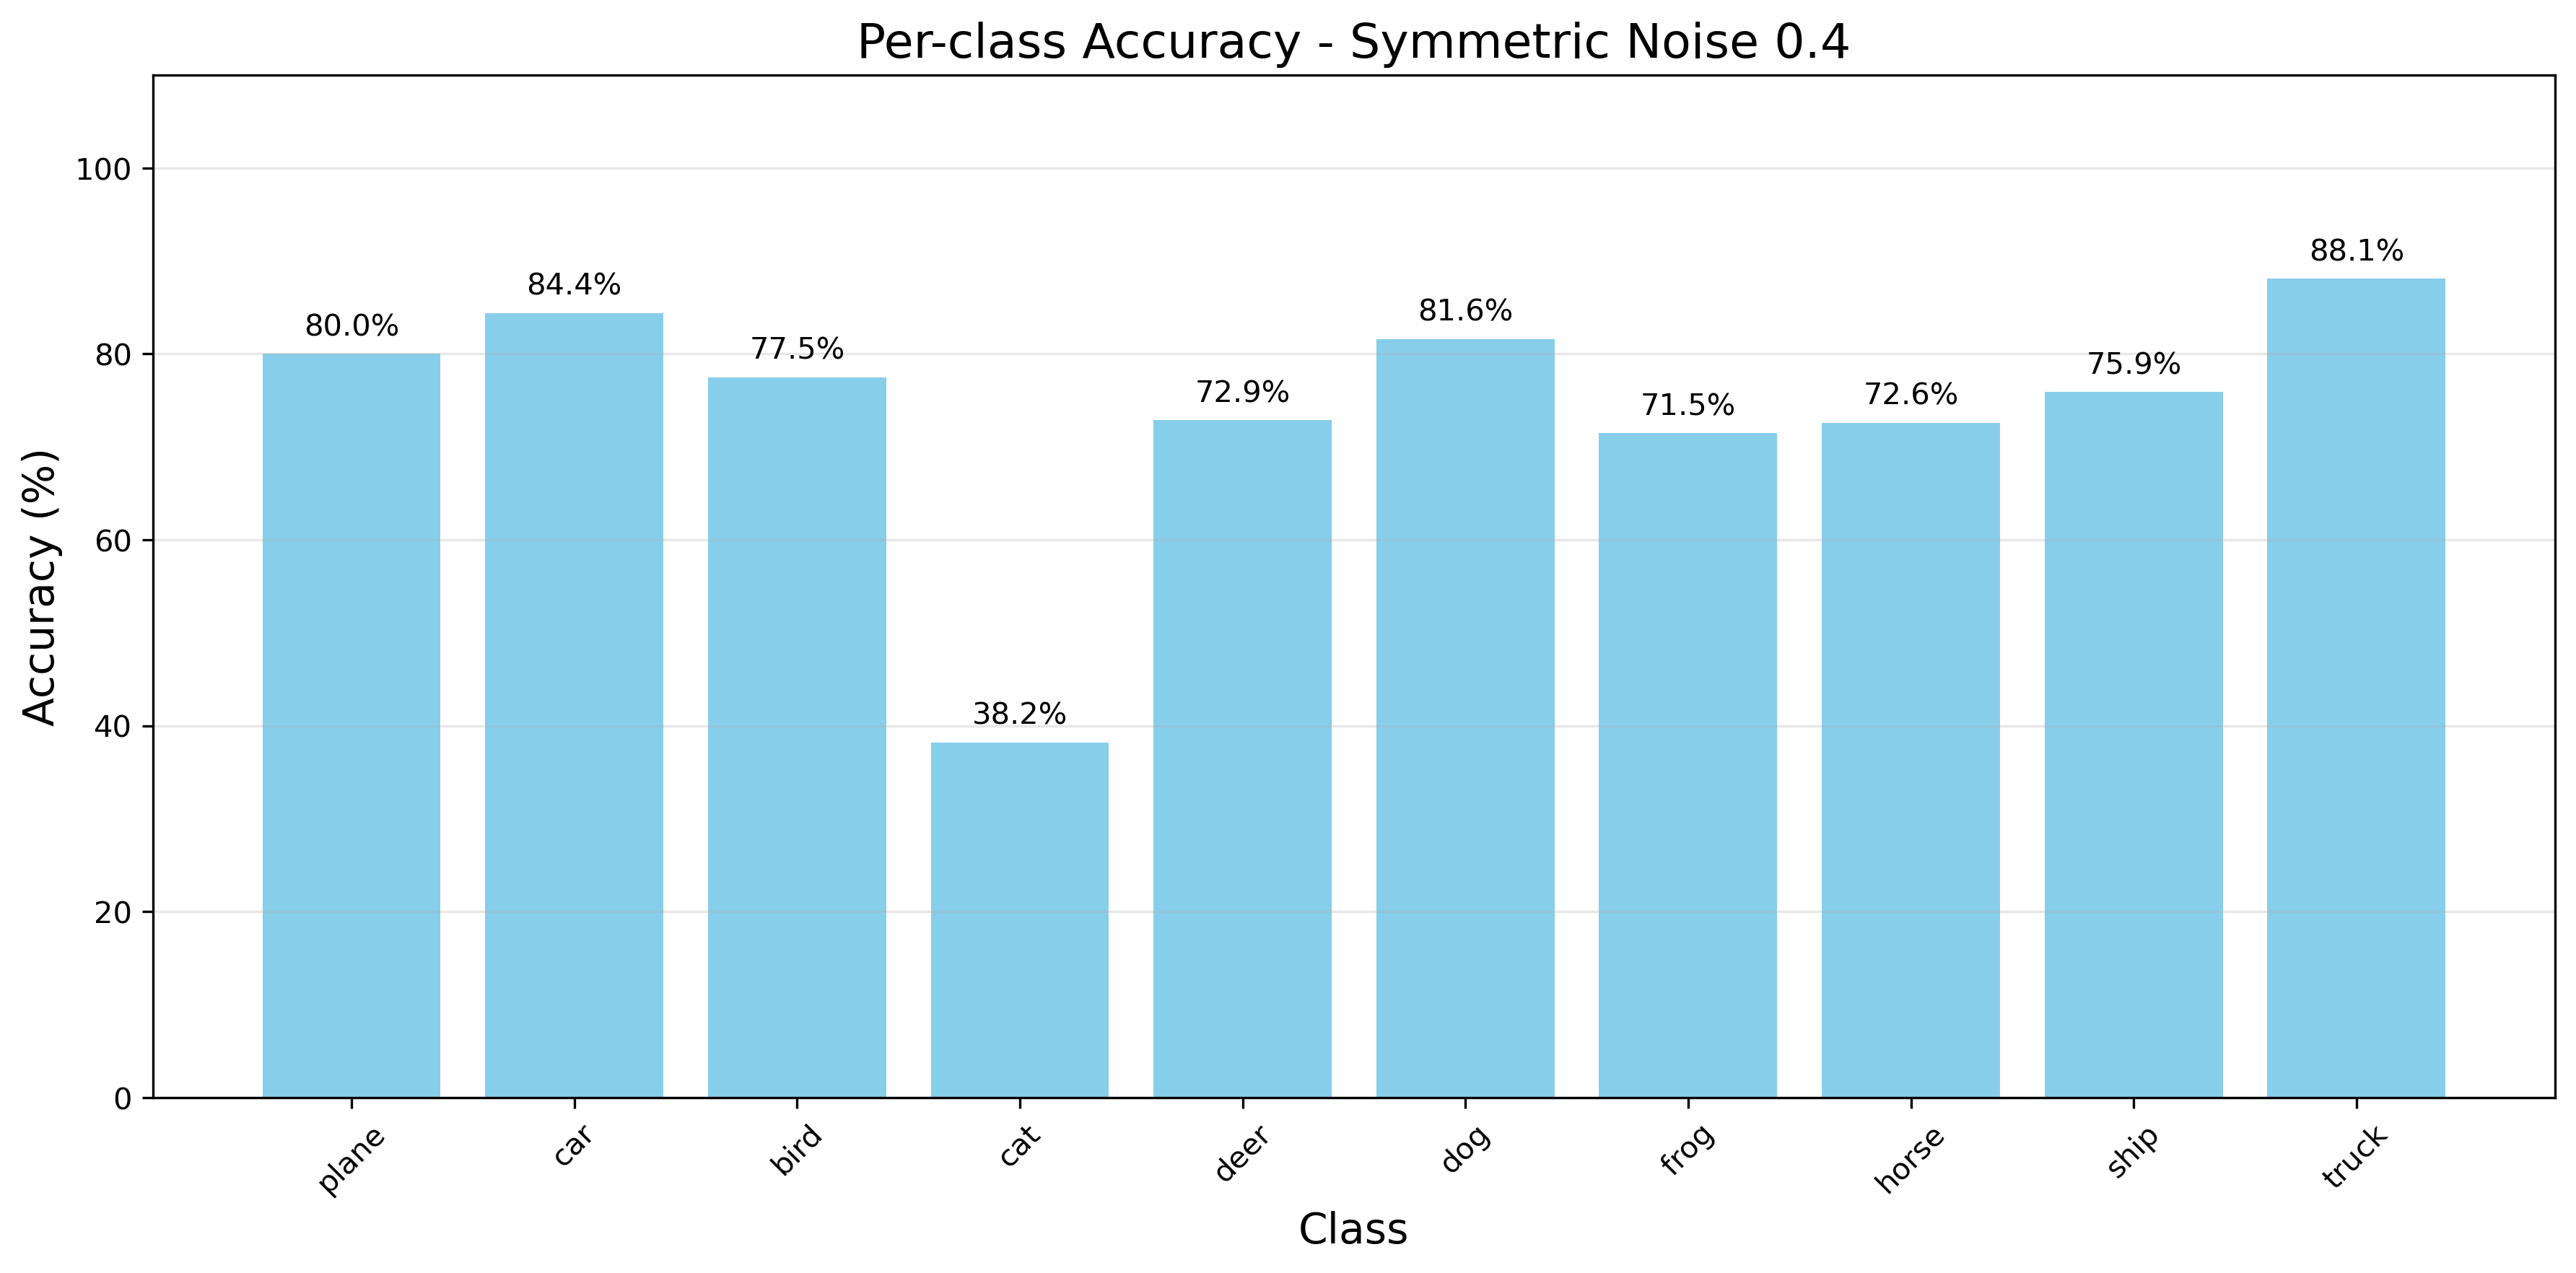 Per-class Accuracy - Symmetric Noise 0.4
Accuracy (%)
100
80
60
40
20
0
80.0%
84.4%
77.5%
38.2%
72.9%
81.6%
71.5%
72.6%
75.9%
88.1%
plane
car
bird
cat
deer
dog
frog
horse
ship
truck
Class